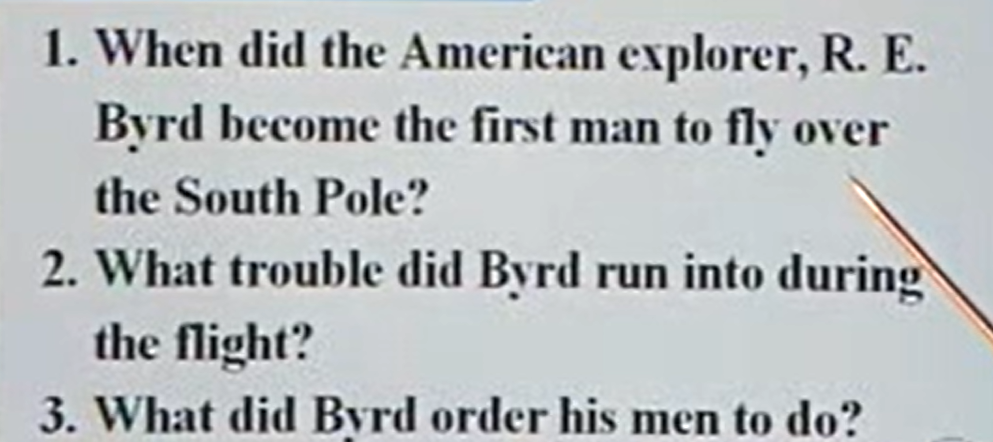 1. When did the American explorer, R. E.
Byrd become the first man to fly over
the South Pole?
2. What trouble did Byrd run into during
the flight?
3. What did Byrd order his men to do?